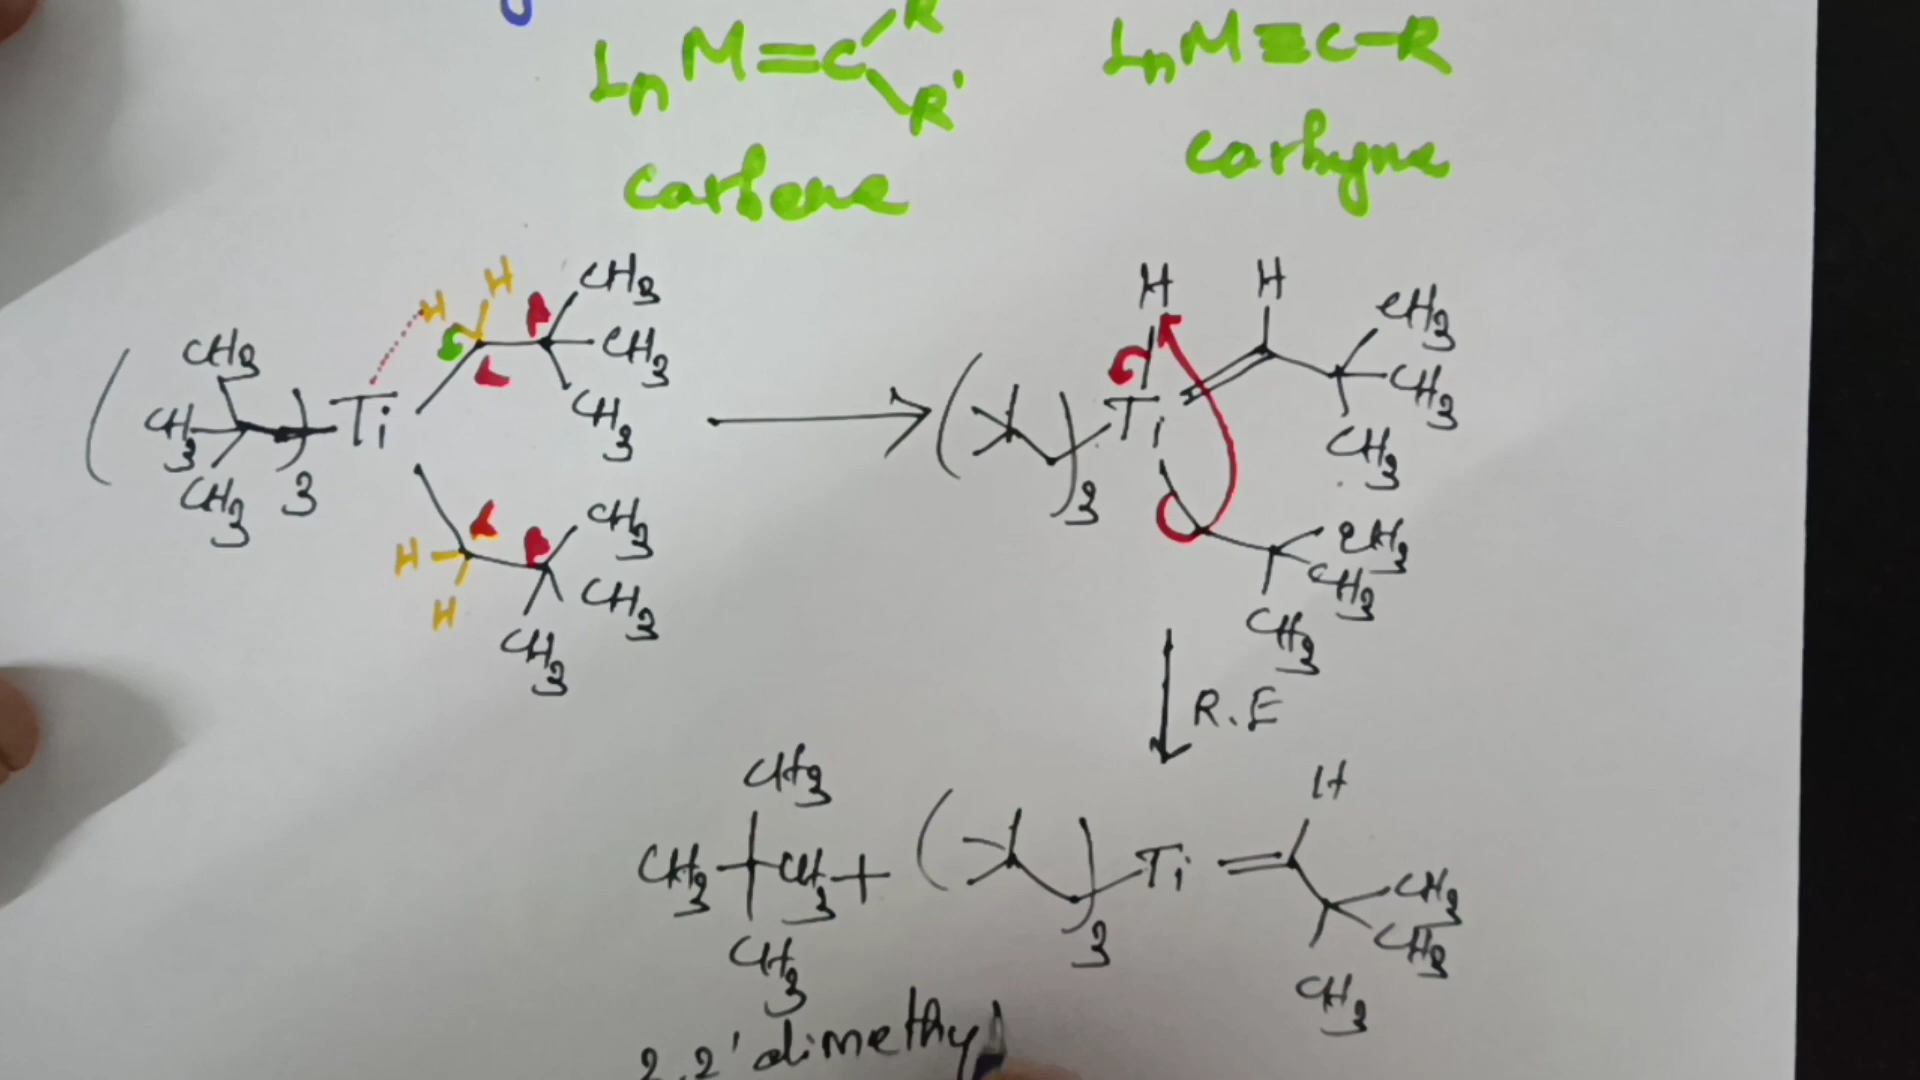 LnM=C
R
R'
carbene
LnM≡C-R
carbyne
H
H
CH3
CH3
CH3
(
CH3
CH3
CH3
)3
Ti
H
H
CH3
CH3
CH3
H
H
CH3
CH3
CH3
(
)3
Ti
CH3
CH3
CH3
R.E
CH3
CH3
CH3
CH3
+
(
)3
Ti
H
CH3
CH3
CH3
2,2' dimethyl